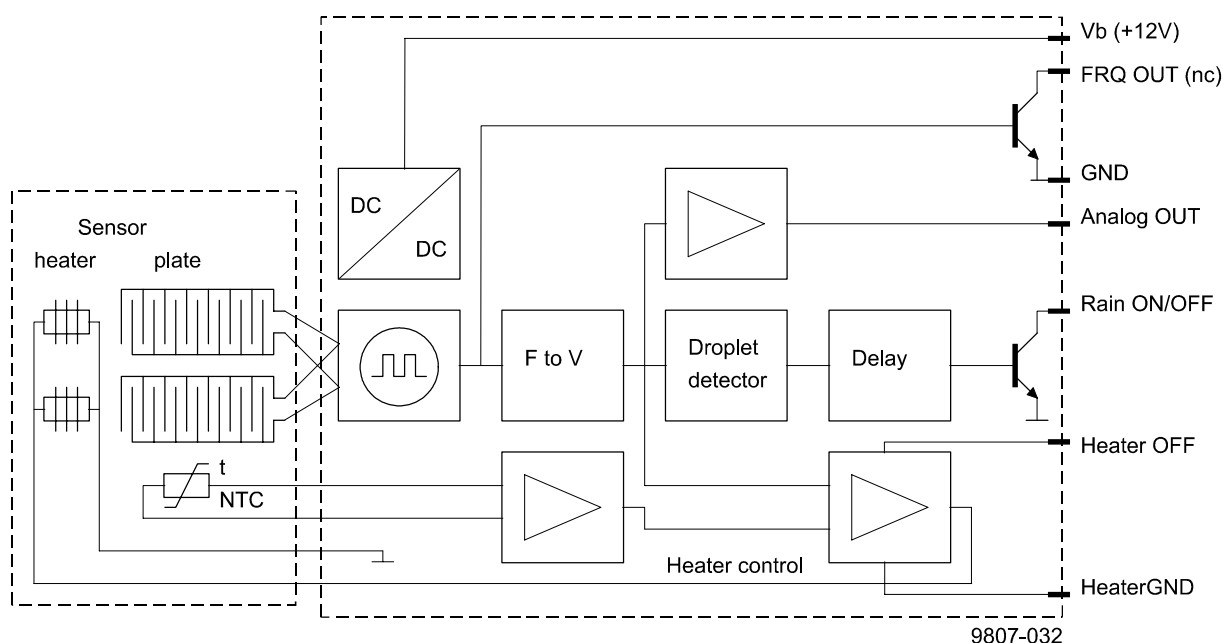 Vb (+12V)
FRQ OUT (nc)
GND
Analog OUT
Rain ON/OFF
Heater OFF
HeaterGND
DC
DC
Sensor
heater
plate
F to V
Droplet
detector
Delay
t
NTC
Heater control
9807-032